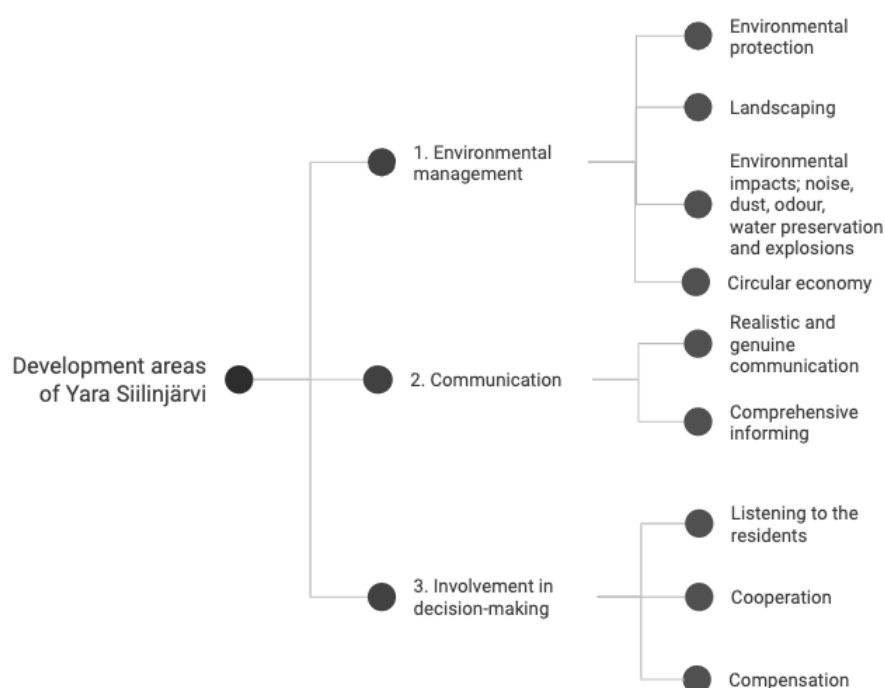 Development areas
of Yara Siilinjärvi
1. Environmental
management
Environmental
protection
Landscaping
Environmental
impacts; noise,
dust, odour,
water preservation
and explosions
Circular economy
2. Communication
Realistic and
genuine
communication
Comprehensive
informing
3. Involvement in
decision-making
Listening to the
residents
Cooperation
Compensation